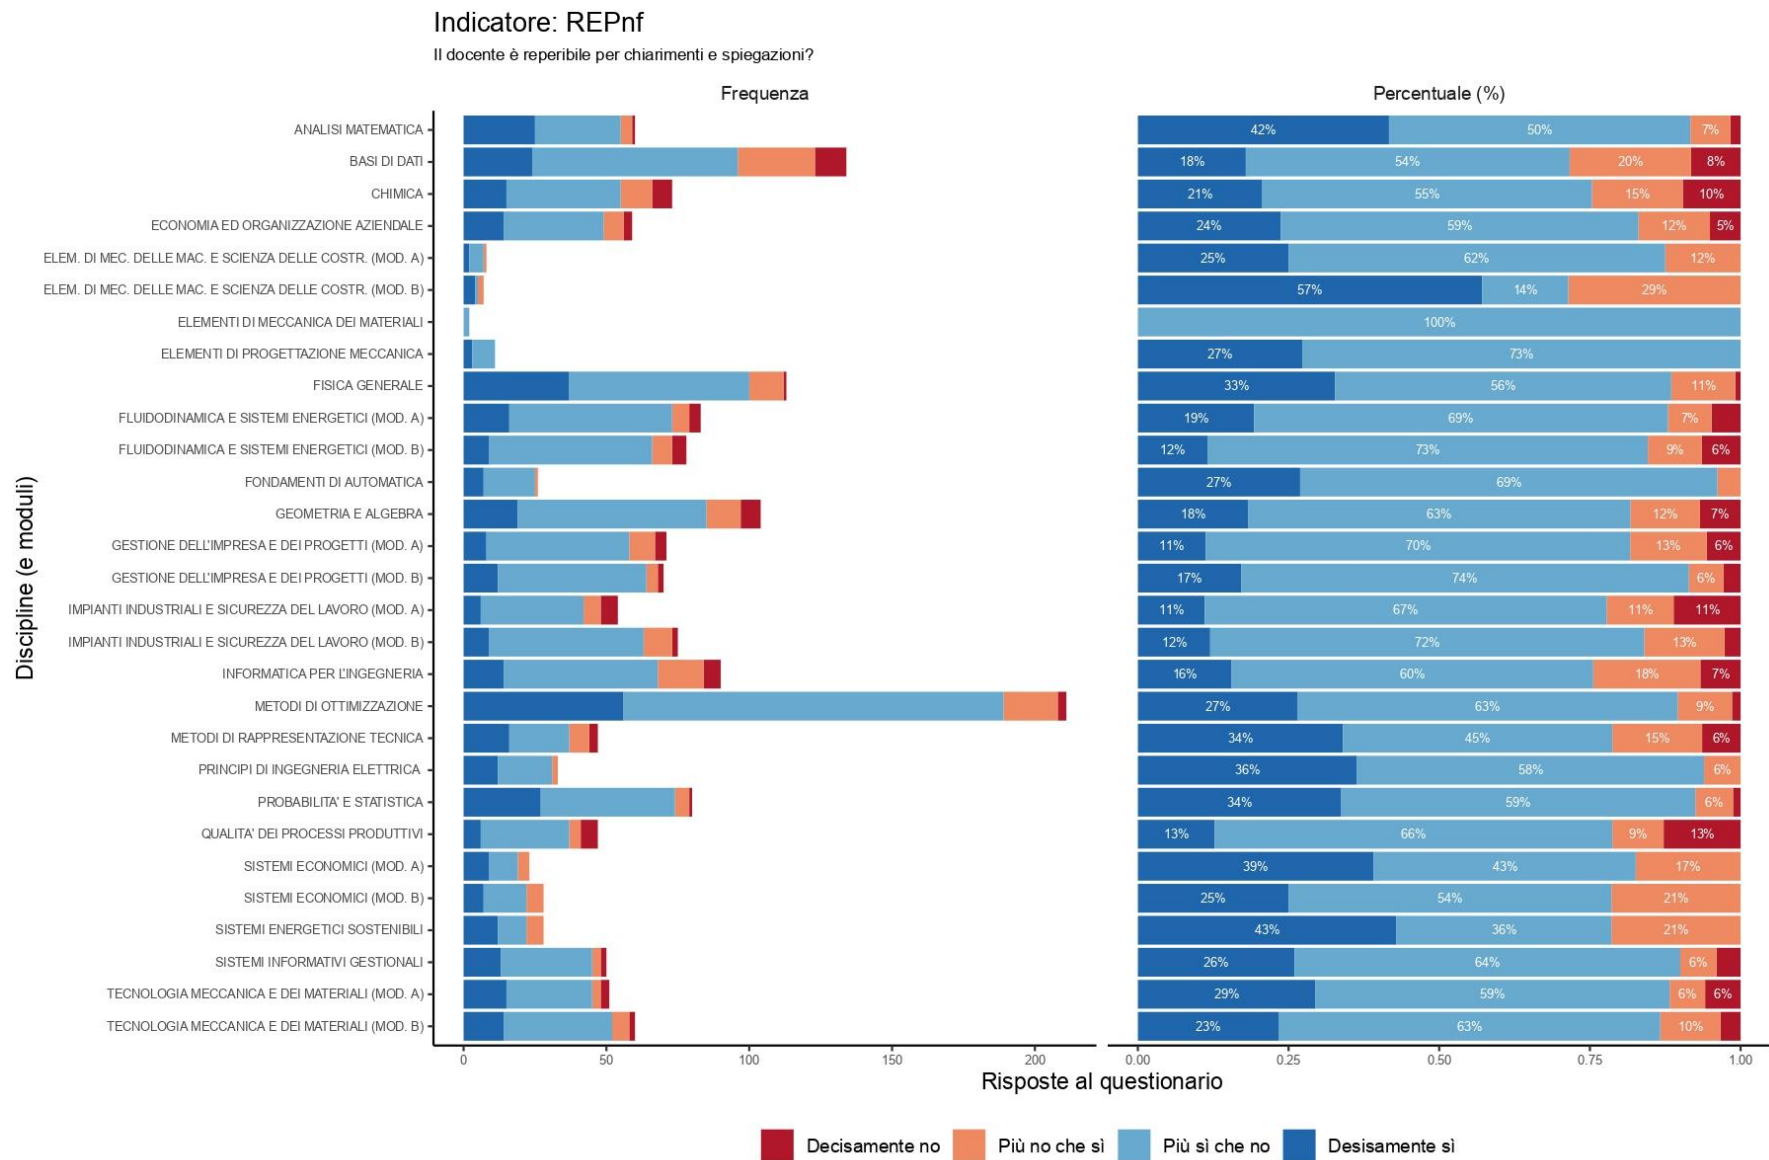 Indicatore: REPnf
Il docente è reperibile per chiarimenti e spiegazioni?
Frequenza Percentuale (%)
Discipline (e moduli)
ANALISI MATEMATICA 42% 50% 7%
BASI DI DATI 18% 54% 20% 8%
CHIMICA 21% 55% 15% 10%
ECONOMIA ED ORGANIZZAZIONE AZIENDALE 24% 59% 12% 5%
ELEM. DI MEC. DELLE MAC. E SCIENZA DELLE COSTR. (MOD. A) 25% 62% 12%
ELEM. DI MEC. DELLE MAC. E SCIENZA DELLE COSTR. (MOD. B) 57% 14% 29%
ELEMENTI DI MECCANICA DEI MATERIALI 100%
ELEMENTI DI PROGETTAZIONE MECCANICA 27% 73%
FISICA GENERALE 33% 56% 11%
FLUIDODINAMICA E SISTEMI ENERGETICI (MOD. A) 19% 69% 7%
FLUIDODINAMICA E SISTEMI ENERGETICI (MOD. B) 12% 73% 9% 6%
FONDAMENTI DI AUTOMATICA 27% 69%
GEOMETRIA E ALGEBRA 18% 63% 12% 7%
GESTIONE DELL'IMPRESA E DEI PROGETTI (MOD. A) 11% 70% 13% 6%
GESTIONE DELL'IMPRESA E DEI PROGETTI (MOD. B) 17% 74% 6%
IMPIANTI INDUSTRIALI E SICUREZZA DEL LAVORO (MOD. A) 11% 67% 11% 11%
IMPIANTI INDUSTRIALI E SICUREZZA DEL LAVORO (MOD. B) 12% 72% 13%
INFORMATICA PER L'INGEGNERIA 16% 60% 18% 7%
METODI DI OTTIMIZZAZIONE 27% 63% 9%
METODI DI RAPPRESENTAZIONE TECNICA 34% 45% 15% 6%
PRINCIPI DI INGEGNERIA ELETTRICA 36% 58% 6%
PROBABILITA' E STATISTICA 34% 59% 6%
QUALITA' DEI PROCESSI PRODUTTIVI 13% 66% 9% 13%
SISTEMI ECONOMICI (MOD. A) 39% 43% 17%
SISTEMI ECONOMICI (MOD. B) 25% 54% 21%
SISTEMI ENERGETICI SOSTENIBILI 43% 36% 21%
SISTEMI INFORMATIVI GESTIONALI 26% 64% 6%
TECNOLOGIA MECCANICA E DEI MATERIALI (MOD. A) 29% 59% 6% 6%
TECNOLOGIA MECCANICA E DEI MATERIALI (MOD. B) 23% 63% 10%
0 50 100 150 200 0.00 0.25 0.50 0.75 1.00
Risposte al questionario
Decisamente no Più no che sì Più sì che no Desisamente sì